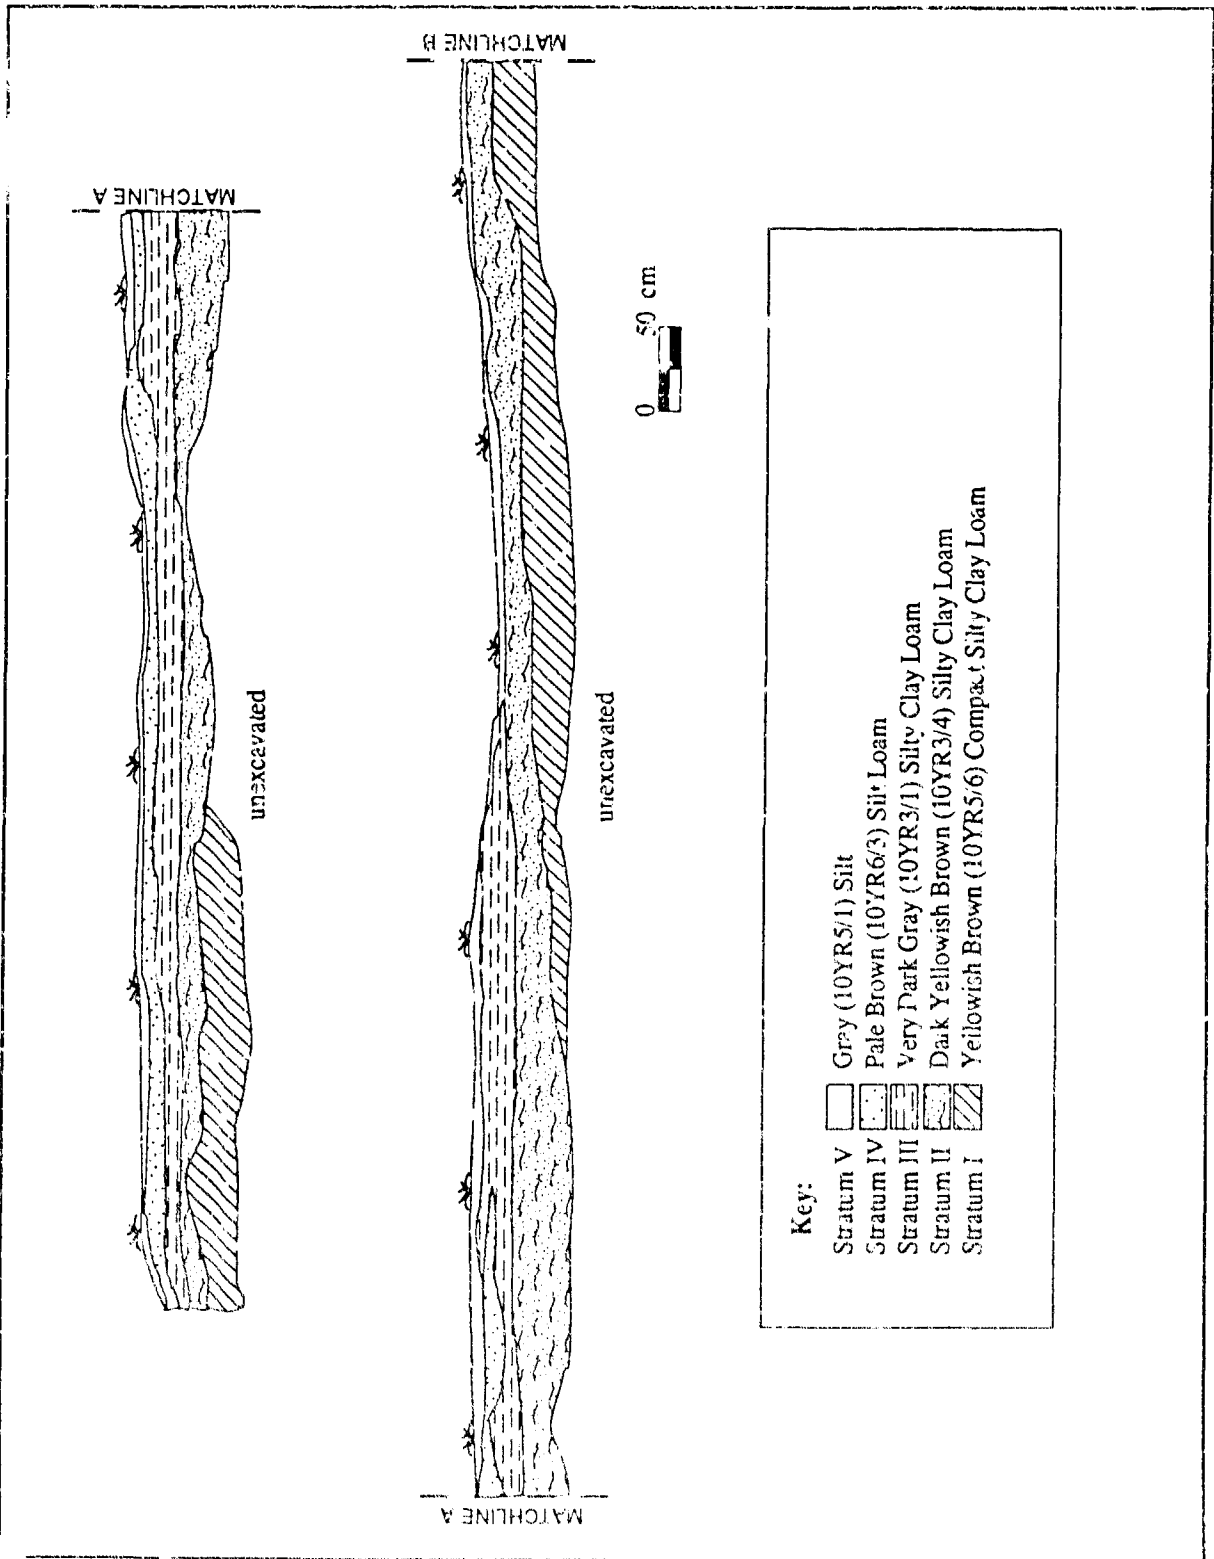 MATCHLINE A
unexcavated
MATCHLINE A
MATCHLINE B
unexcavated
0 50 cm
Key:
Stratum V Gray (10YR5/1) Silt
Stratum IV Pale Brown (10YR6/3) Silt Loam
Stratum III Very Dark Gray (10YR3/1) Silty Clay Loam
Stratum II Dark Yellowish Brown (10YR3/4) Silty Clay Loam
Stratum I Yellowish Brown (10YR5/6) Compact Silty Clay Loam